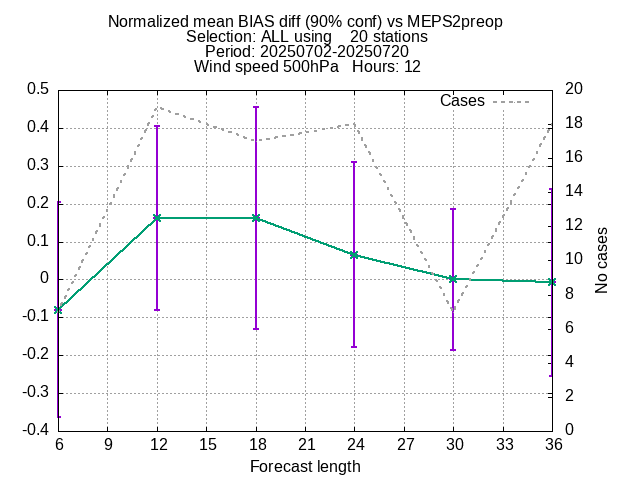 Normalized mean BIAS diff (90% conf) vs MEPS2preop
Selection: ALL using    20 stations
Period: 20250702-20250720
Wind speed 500hPa   Hours: 12
0.5
0.4
0.3
0.2
0.1
0
-0.1
-0.2
-0.3
-0.4
Cases
20
18
16
14
12
10
8
6
4
2
0
No cases
6 9 12 15 18 21 24 27 30 33 36
Forecast length